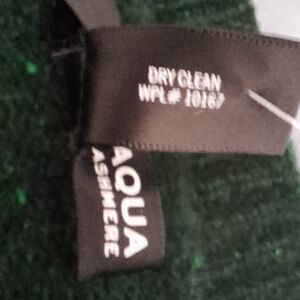 DRY CLEAN
WPL# 10167
AQUA
ASHMERE